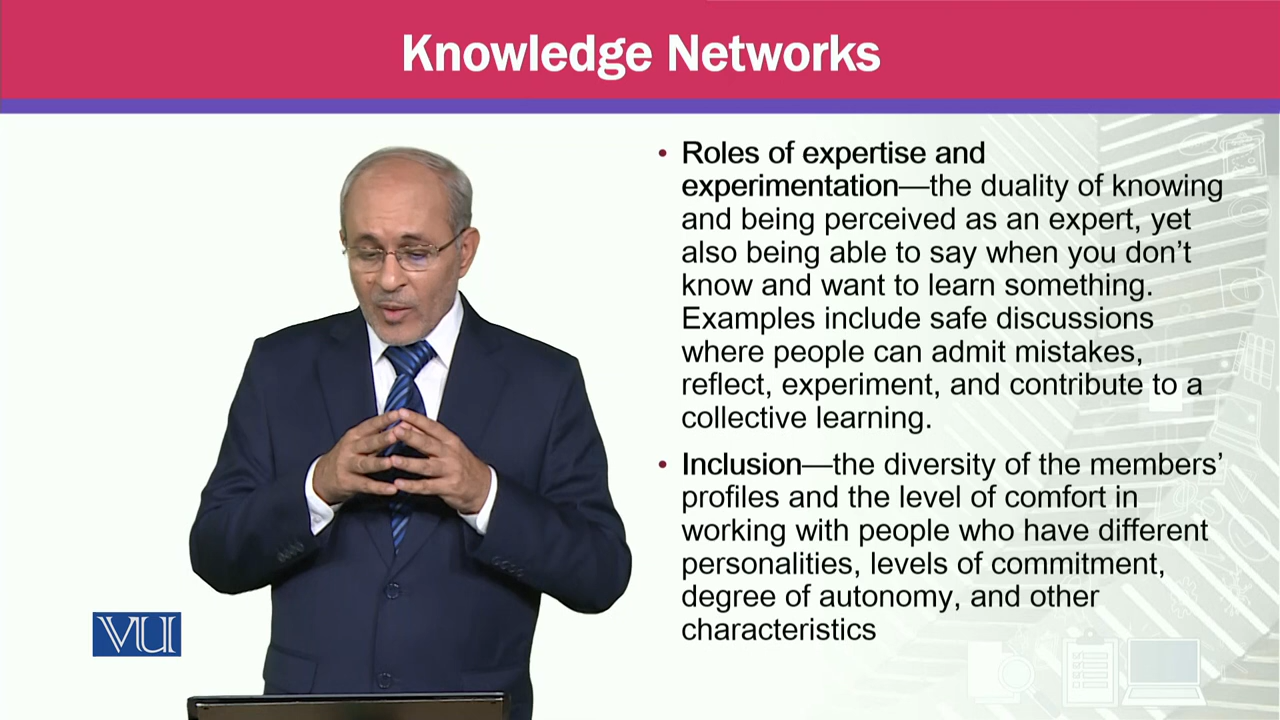 Knowledge Networks
• Roles of expertise and
experimentation—the duality of knowing
and being perceived as an expert, yet
also being able to say when you don’t
know and want to learn something.
Examples include safe discussions
where people can admit mistakes,
reflect, experiment, and contribute to a
collective learning.
• Inclusion—the diversity of the members’
profiles and the level of comfort in
working with people who have different
personalities, levels of commitment,
degree of autonomy, and other
characteristics
VU